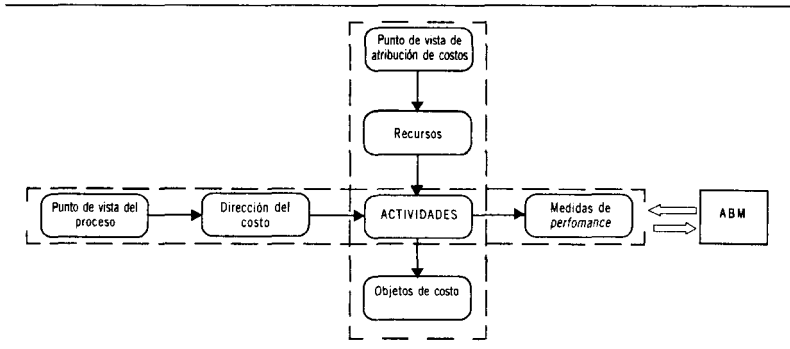 Punto de vista de
atribución de costos
Recursos
Punto de vista del
proceso
Dirección del
costo
ACTIVIDADES
Medidas de
perfomance
ABM
Objetos de costo